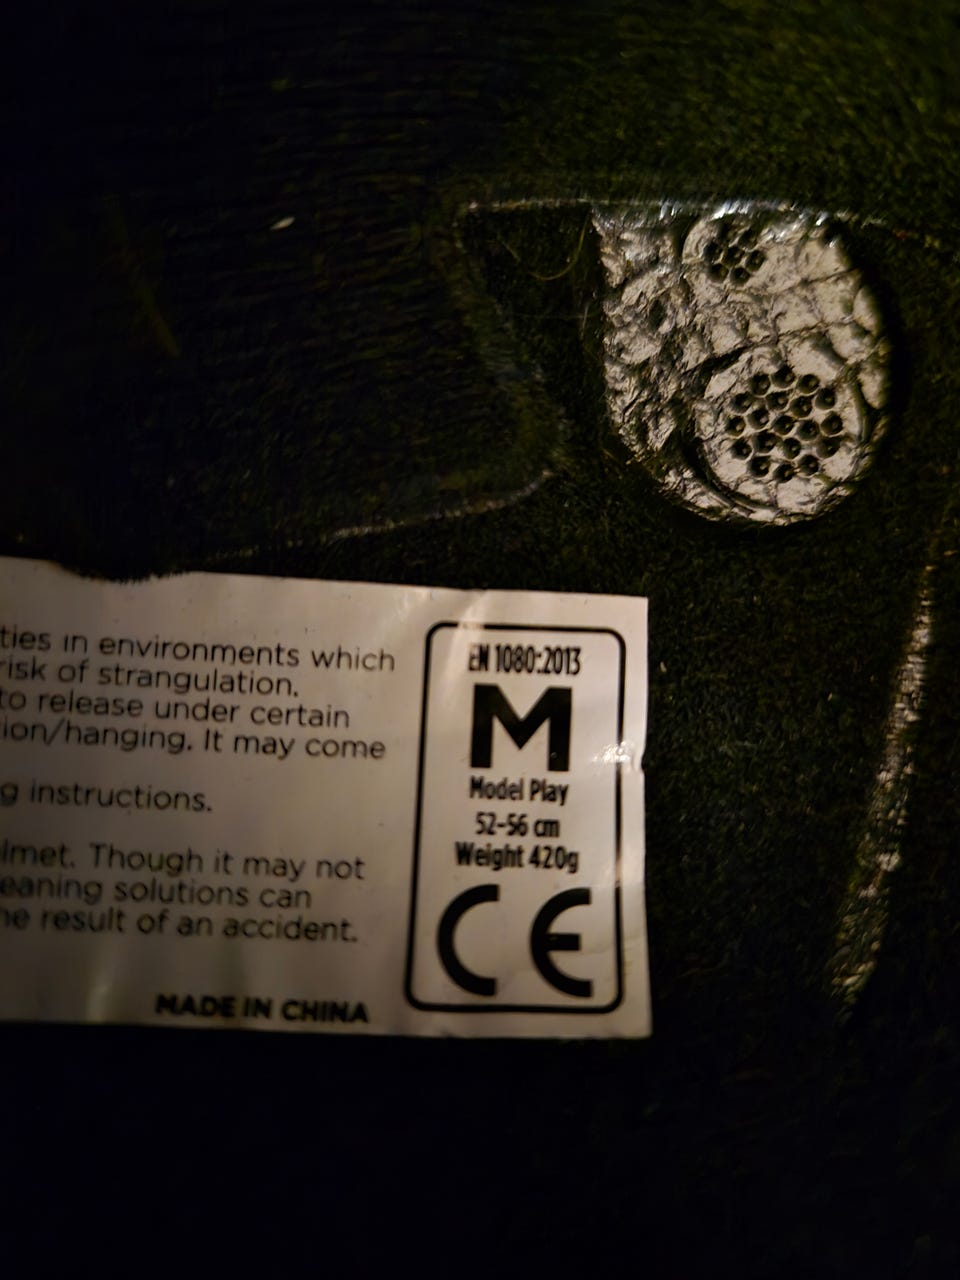 ties in environments which
risk of strangulation.
to release under certain
ion/hanging. It may come
g instructions.
elmet. Though it may not
eaning solutions can
he result of an accident.
MADE IN CHINA
EN 1080:2013
M
Model Play
52-56 cm
Weight 420g
CE